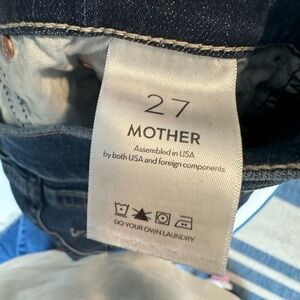 27
MOTHER
Assembled in USA
by both USA and foreign components
DO YOUR OWN LAUNDRY